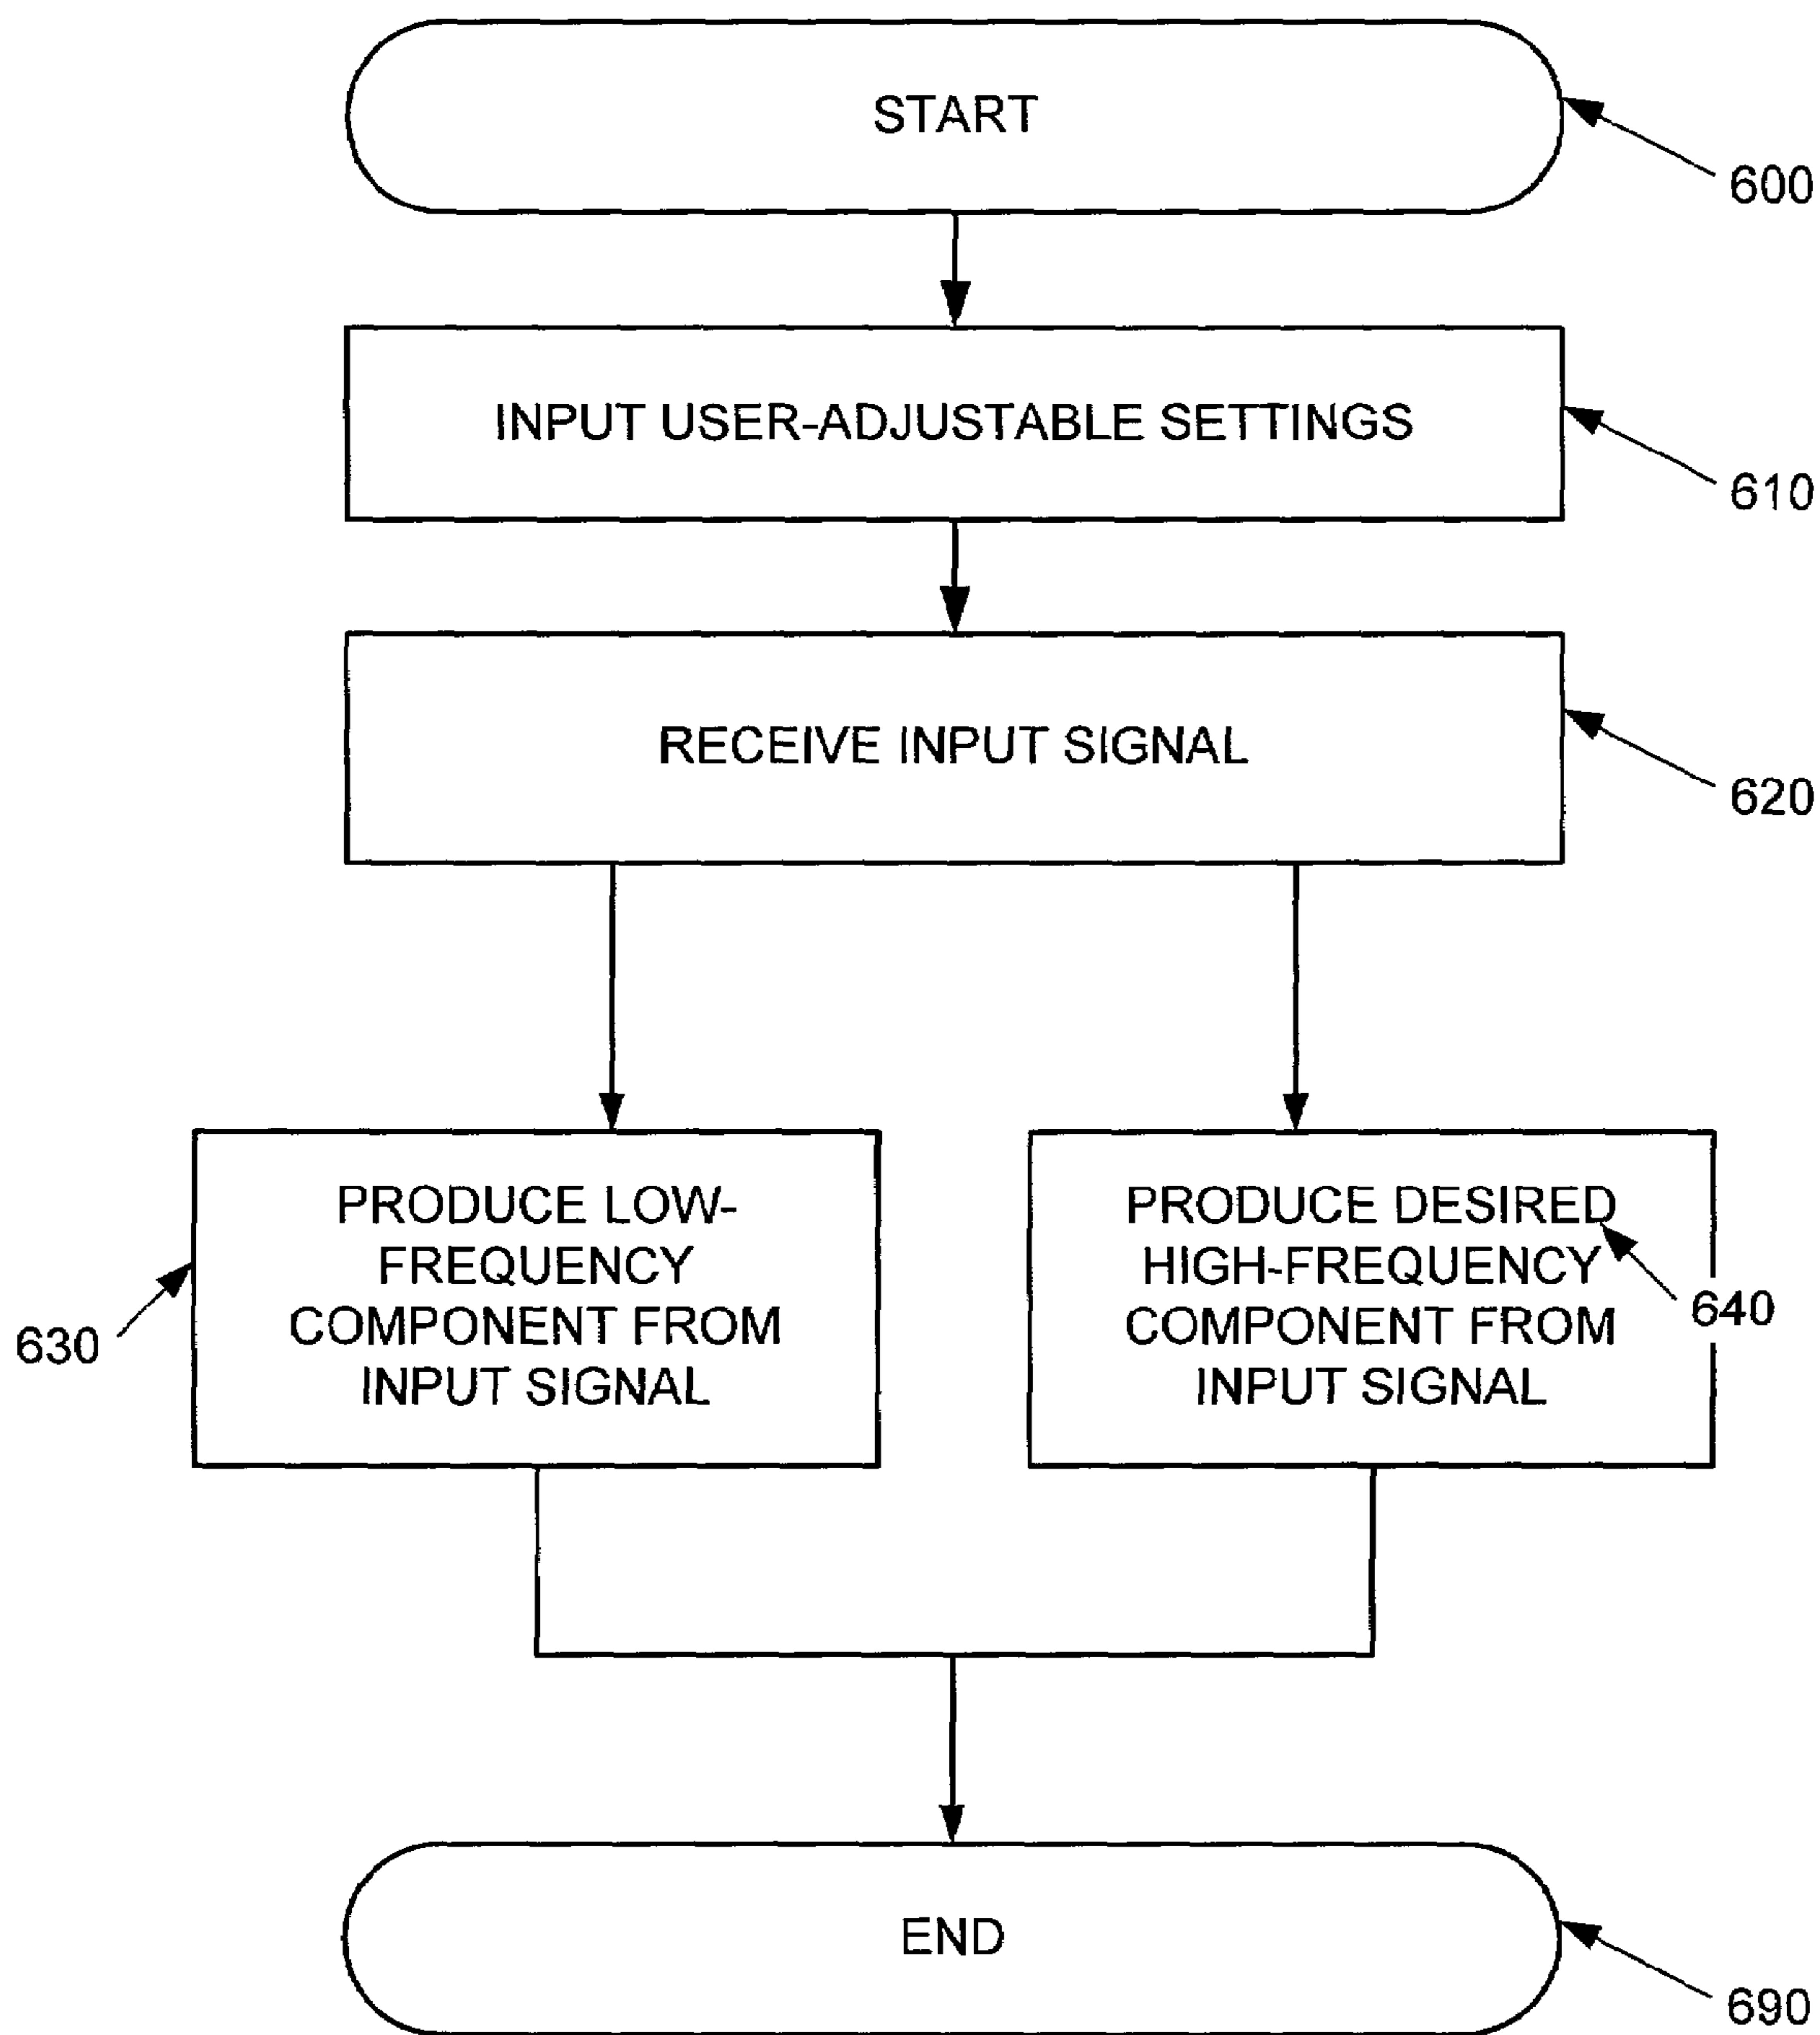 START
600
INPUT USER-ADJUSTABLE SETTINGS
610
RECEIVE INPUT SIGNAL
620
PRODUCE LOW-
FREQUENCY
COMPONENT FROM
INPUT SIGNAL
630
PRODUCE DESIRED
HIGH-FREQUENCY
COMPONENT FROM
INPUT SIGNAL
640
END
690